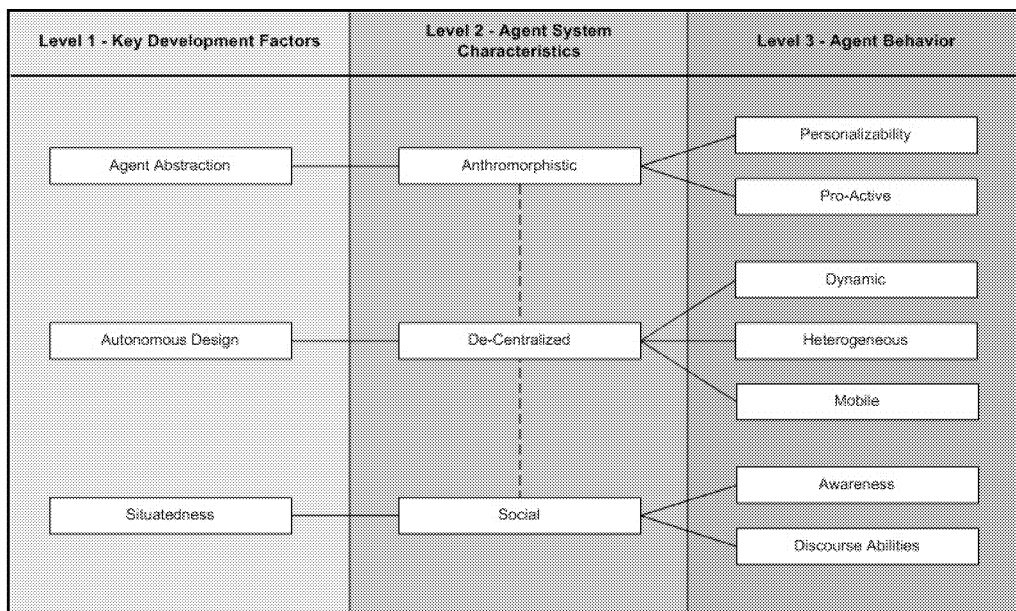 Level 1 - Key Development Factors
Level 2 - Agent System
Characteristics
Level 3 - Agent Behavior
Agent Abstraction
Anthromorphistic
Personalizability
Pro-Active
Autonomous Design
De-Centralized
Dynamic
Heterogeneous
Mobile
Situatedness
Social
Awareness
Discourse Abilities